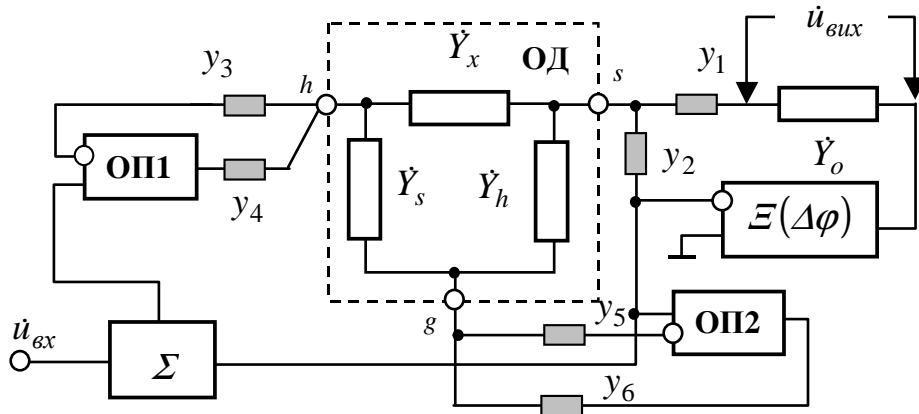 u̇вих
Ẏx
ОД
s
y1
y3
h
ОП1
y4
Ẏs
Ẏh
y2
Ẏo
Ξ(Δφ)
g
y5
ОП2
u̇вх
Σ
y6